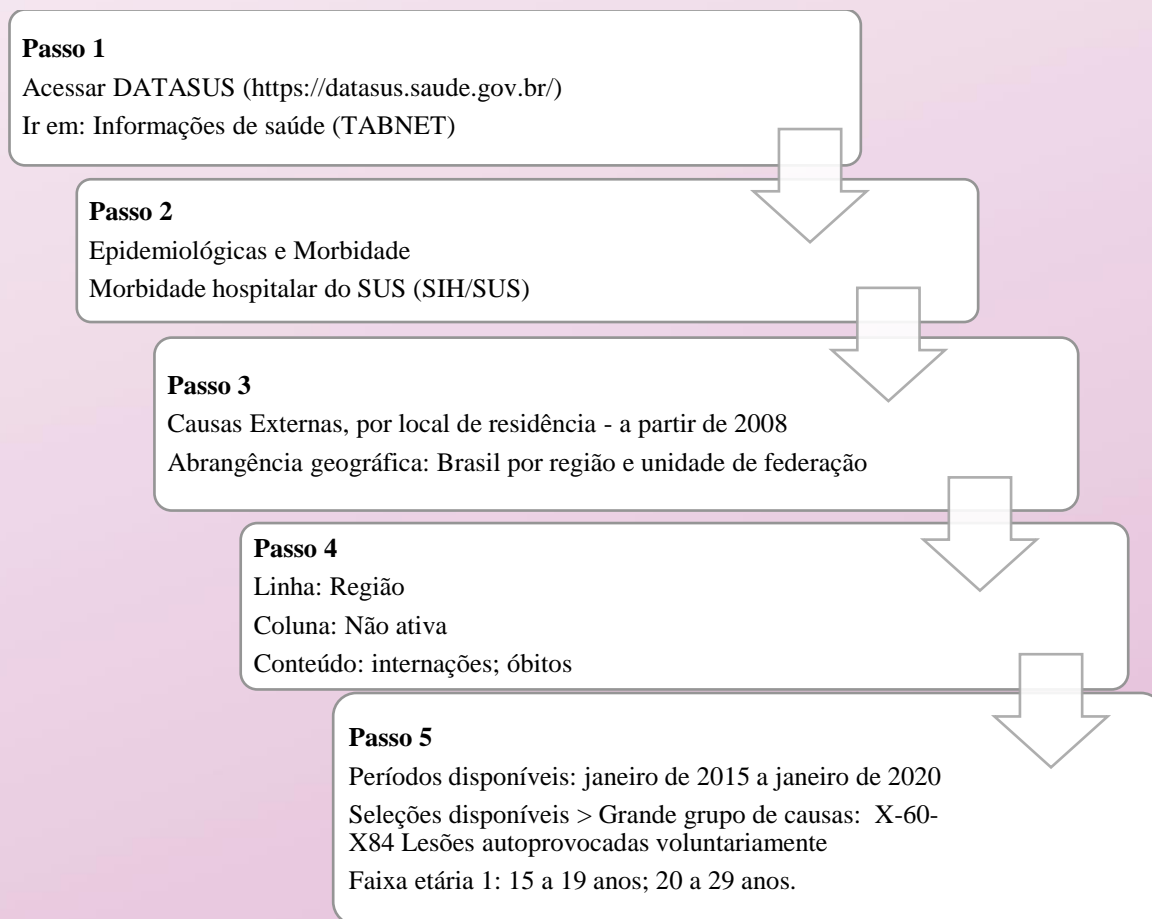 Passo 1
Acessar DATASUS (https://datasus.saude.gov.br/)
Ir em: Informações de saúde (TABNET)
Passo 2
Epidemiológicas e Morbidade
Morbidade hospitalar do SUS (SIH/SUS)
Passo 3
Causas Externas, por local de residência - a partir de 2008
Abrangência geográfica: Brasil por região e unidade de federação
Passo 4
Linha: Região
Coluna: Não ativa
Conteúdo: internações; óbitos
Passo 5
Períodos disponíveis: janeiro de 2015 a janeiro de 2020
Seleções disponíveis > Grande grupo de causas: X-60-
X84 Lesões autoprovocadas voluntariamente
Faixa etária 1: 15 a 19 anos; 20 a 29 anos.